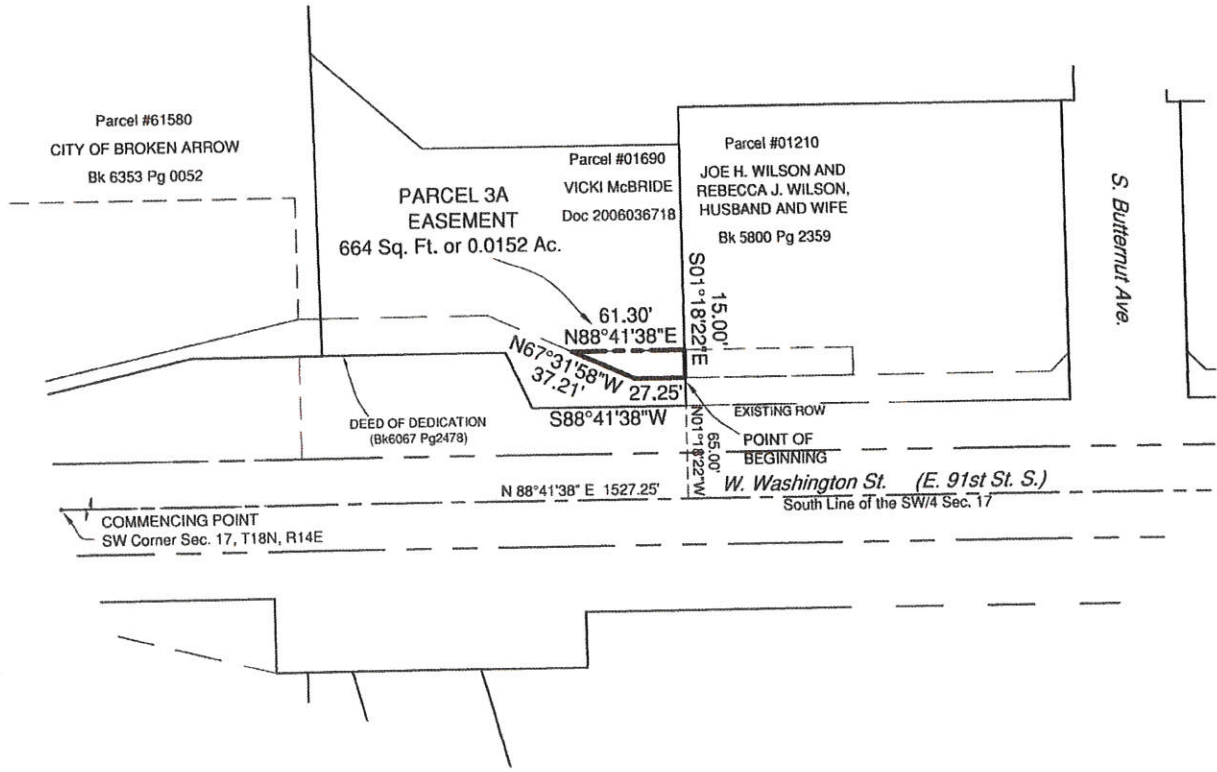 Parcel #61580
CITY OF BROKEN ARROW
Bk 6353 Pg 0052
PARCEL 3A
EASEMENT
664 Sq. Ft. or 0.0152 Ac.
Parcel #01690
VICKI McBRIDE
Doc 2006036718
Parcel #01210
JOE H. WILSON AND
REBECCA J. WILSON,
HUSBAND AND WIFE
Bk 5800 Pg 2359
S. Butternut Ave.
61.30'
N88°41'38"E
15.00'
S01°18'22"E
N67°31'58"W
37.21'
27.25'
S88°41'38"W
DEED OF DEDICATION
(Bk6067 Pg2478)
EXISTING ROW
POINT OF
BEGINNING
65.00'
N01°18'22"W
W. Washington St. (E. 91st St. S.)
N 88°41'38" E 1527.25'
South Line of the SW/4 Sec. 17
COMMENCING POINT
SW Corner Sec. 17, T18N, R14E